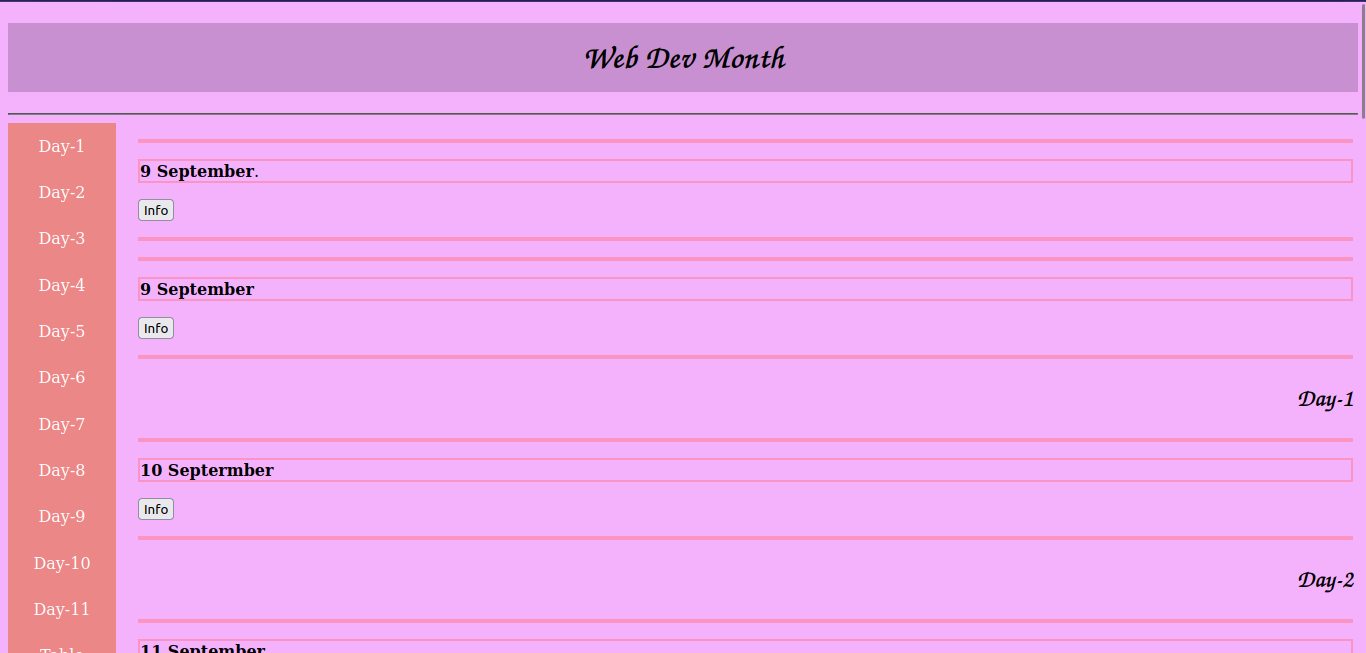 Web Dev Month
Day-1
Day-2
Day-3
Day-4
Day-5
Day-6
Day-7
Day-8
Day-9
Day-10
Day-11
Table
9 September.
Info
9 September
Info
Day-1
10 Septermber
Info
Day-2
11 September